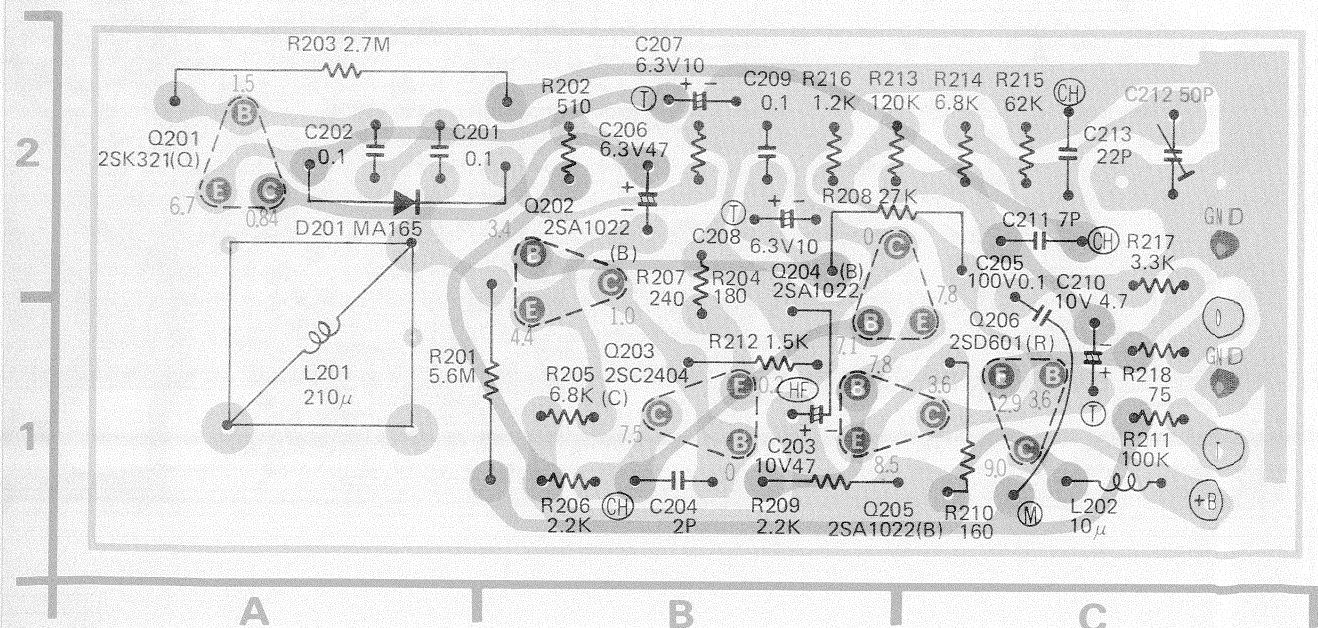 R203 2.7M
C207
6.3V10
1.5
R202
510
T
C209
0.1
R216
1.2K
R213
120K
R214
6.8K
R215
62K
CH
C212 50P
B
Q201
2SK321(Q)
C202
0.1
C201
0.1
C206
6.3V47
C213
22P
2
E
C
6.7
0.84
D201 MA165
3.4
Q202
2SA1022
(B)
T
6.3V10
C208
R208 27K
0
C211 7P
CH
GND
R217
3.3K
B
C
E
4.4
1.0
R207
240
R204
180
Q204 (B)
2SA1022
C
7.8
B
E
7.1
C205
100V0.1
C210
10V 4.7
Q206
2SD601(R)
D
GND
R201
5.6M
L201
210μ
Q203
2SC2404
(C)
R205
6.8K
R212 1.5K
E
0.2
HF
7.8
B
3.6
C
E
8.5
B
2.9
3.6
C
9.0
T
R218
75
1
7.5
C
B
0
C203
10V47
R211
100K
T
R206
2.2K
CH
C204
2P
R209
2.2K
Q205
2SA1022(B)
R210
160
M
L202
10μ
+B
A
B
C